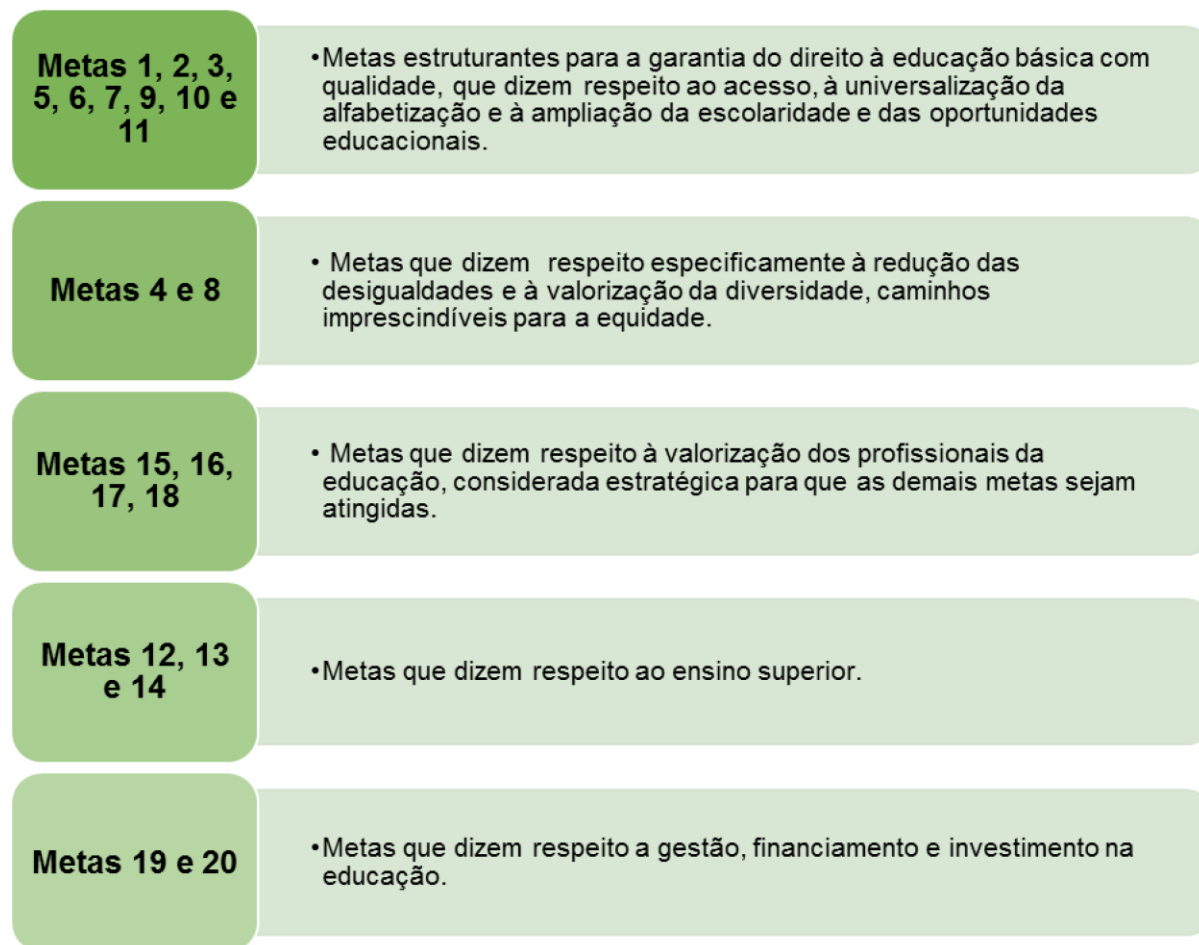 Metas 1, 2, 3,
5, 6, 7, 9, 10 e
11
•Metas estruturantes para a garantia do direito à educação básica com
qualidade, que dizem respeito ao acesso, à universalização da
alfabetização e à ampliação da escolaridade e das oportunidades
educacionais.
Metas 4 e 8
• Metas que dizem respeito especificamente à redução das
desigualdades e à valorização da diversidade, caminhos
imprescindíveis para a equidade.
Metas 15, 16,
17, 18
• Metas que dizem respeito à valorização dos profissionais da
educação, considerada estratégica para que as demais metas sejam
atingidas.
Metas 12, 13
e 14
•Metas que dizem respeito ao ensino superior.
Metas 19 e 20
•Metas que dizem respeito a gestão, financiamento e investimento na
educação.